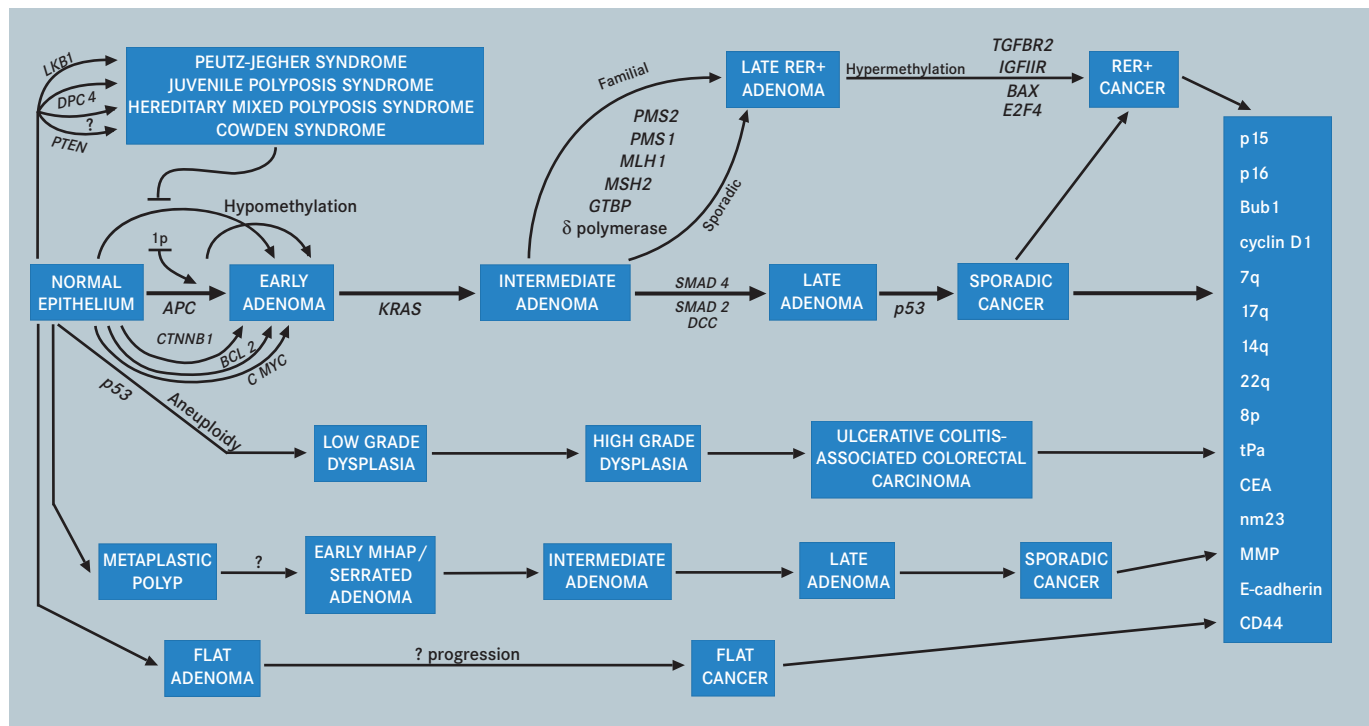 LKB1
DPC 4
?
PTEN
PEUTZ-JEGHER SYNDROME
JUVENILE POLYPOSIS SYNDROME
HEREDITARY MIXED POLYPOSIS SYNDROME
COWDEN SYNDROME
Familial
PMS2
PMS1
MLH1
MSH2
GTBP
δ polymerase
Sporadic
LATE RER+
ADENOMA
Hypermethylation
TGFBR2
IGFIIR
BAX
E2F4
RER+
CANCER
Hypomethylation
1p
NORMAL
EPITHELIUM
APC
EARLY
ADENOMA
KRAS
INTERMEDIATE
ADENOMA
SMAD 4
SMAD 2
DCC
LATE
ADENOMA
p53
SPORADIC
CANCER
CTNNB1
BCL 2
C MYC
p53
Aneuploidy
LOW GRADE
DYSPLASIA
HIGH GRADE
DYSPLASIA
ULCERATIVE COLITIS-
ASSOCIATED COLORECTAL
CARCINOMA
METAPLASTIC
POLYP
?
EARLY MHAP/
SERRATED
ADENOMA
INTERMEDIATE
ADENOMA
LATE
ADENOMA
SPORADIC
CANCER
FLAT
ADENOMA
? progression
FLAT
CANCER
p15
p16
Bub1
cyclin D1
7q
17q
14q
22q
8p
tPa
CEA
nm23
MMP
E-cadherin
CD44